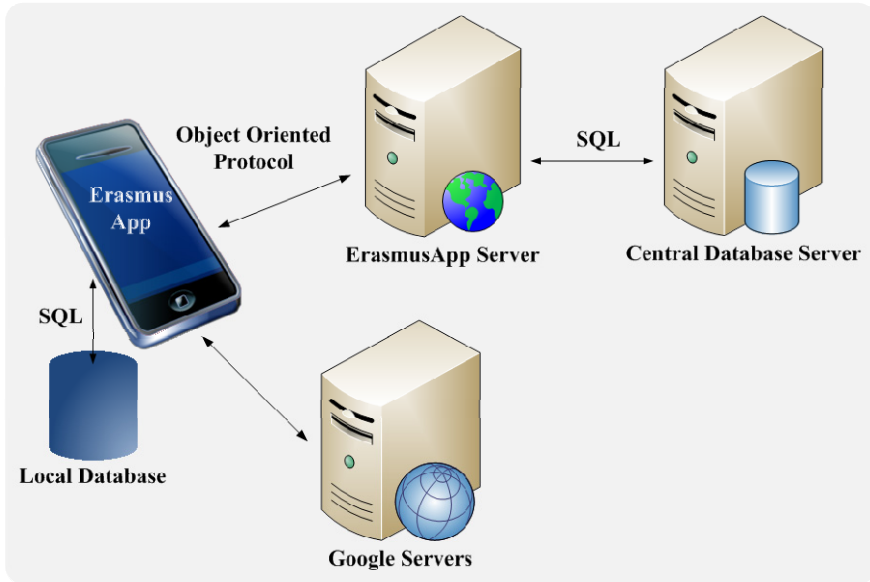 Object Oriented
Protocol
SQL
Erasmus
App
ErasmusApp Server
Central Database Server
SQL
Local Database
Google Servers